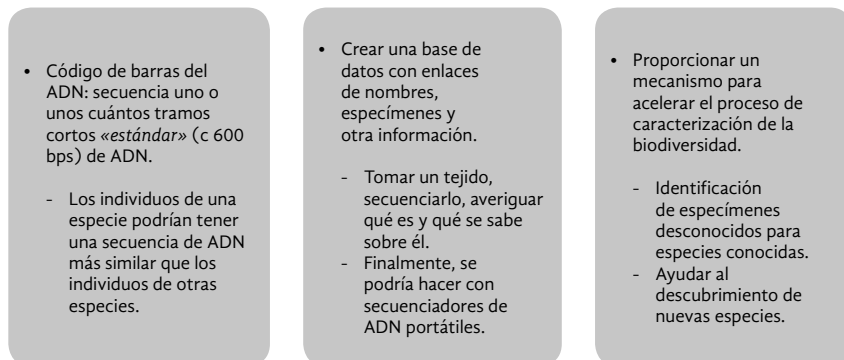 • Código de barras del
ADN: secuencia uno o
unos cuántos tramos
cortos «estándar» (c 600
bps) de ADN.
- Los individuos de una
especie podrían tener
una secuencia de ADN
más similar que los
individuos de otras
especies.
• Crear una base de
datos con enlaces
de nombres,
especímenes y
otra información.
- Tomar un tejido,
secuenciarlo, averiguar
qué es y qué se sabe
sobre él.
- Finalmente, se
podría hacer con
secuenciadores de
ADN portátiles.
• Proporcionar un
mecanismo para
acelerar el proceso de
caracterización de la
biodiversidad.
- Identificación
de especímenes
desconocidos para
especies conocidas.
- Ayudar al
descubrimiento de
nuevas especies.